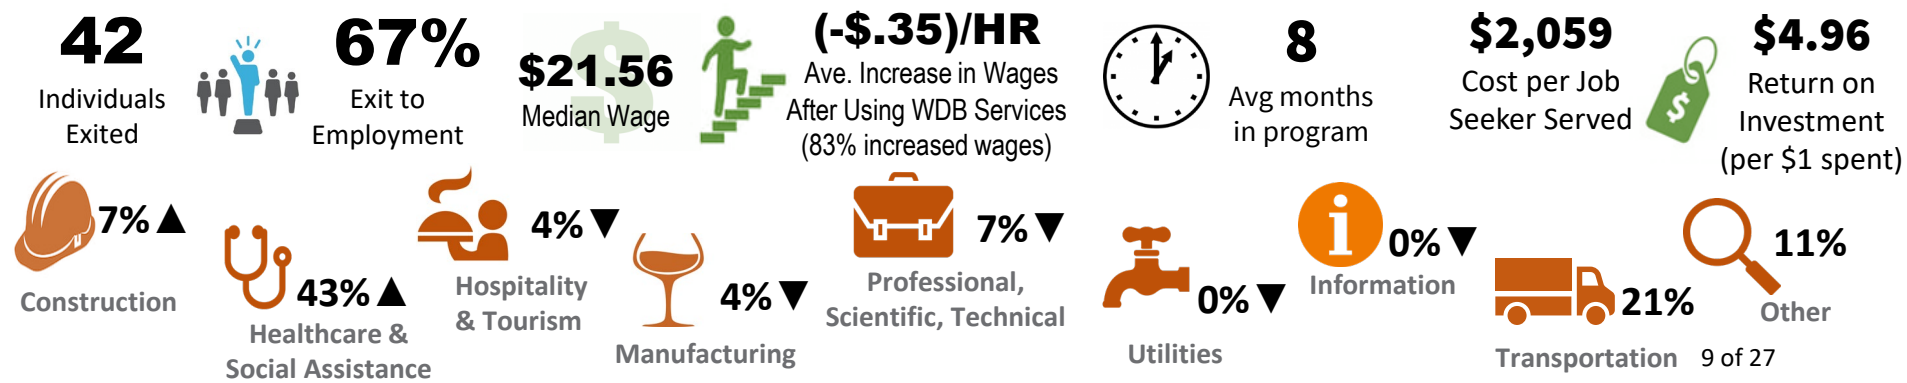 42
Individuals
Exited
67%
Exit to
Employment
$21.56
Median Wage
(-$.35)/HR
Ave. Increase in Wages
After Using WDB Services
(83% increased wages)
8
Avg months
in program
$2,059
Cost per Job
Seeker Served
$
$4.96
Return on
Investment
(per $1 spent)
7% ▲
Construction
43% ▲
Healthcare &
Social Assistance
4% ▼
Hospitality
& Tourism
4% ▼
Manufacturing
7% ▼
Professional,
Scientific, Technical
0% ▼
Utilities
i
0% ▼
Information
21%
Transportation
11%
Other
9 of 27